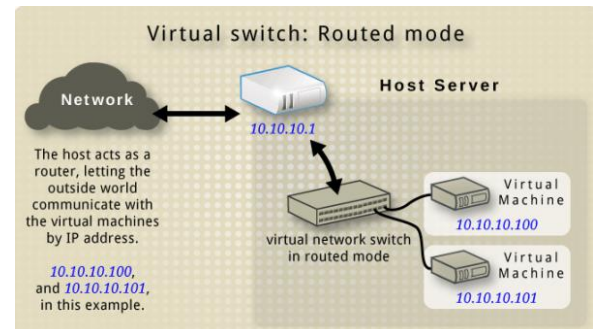 Virtual switch: Routed mode
Network
Host Server
10.10.10.1
The host acts as a
router, letting the
outside world
communicate with
the virtual machines
by IP address.
10.10.10.100,
and 10.10.10.101,
in this example.
virtual network switch
in routed mode
Virtual
Machine
10.10.10.100
Virtual
Machine
10.10.10.101